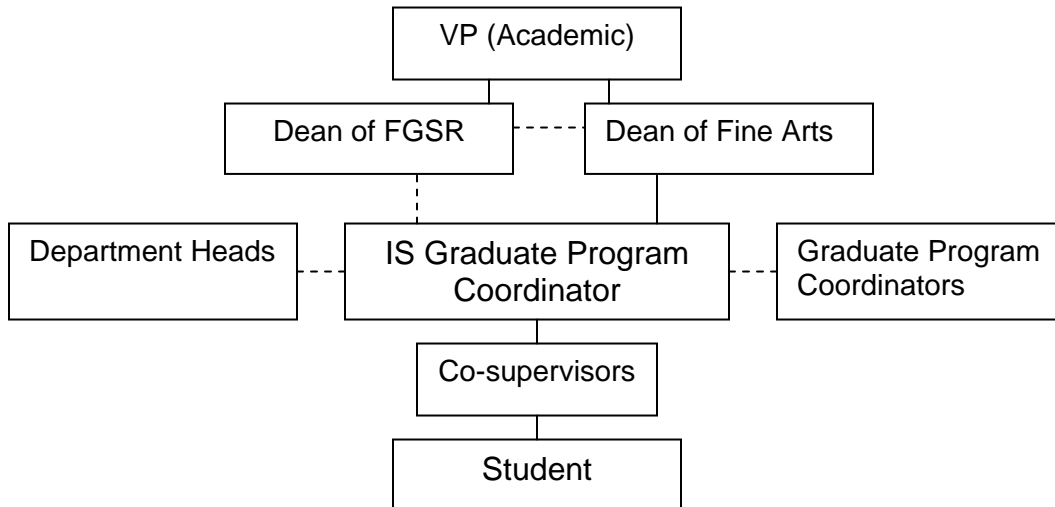 VP (Academic)
Dean of FGSR
Dean of Fine Arts
Department Heads
IS Graduate Program
Coordinator
Graduate Program
Coordinators
Co-supervisors
Student